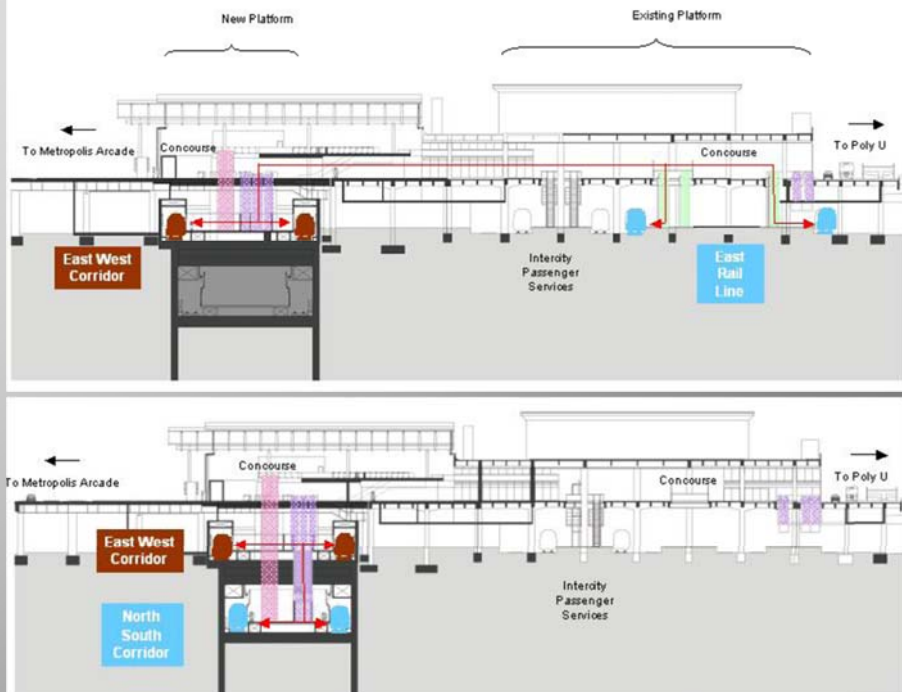 New Platform
Existing Platform
To Metropolis Arcade
Concourse
Concourse
To Poly U
East West
Corridor
Intercity
Passenger
Services
East
Rail
Line
Concourse
Concourse
To Metropolis Arcade
To Poly U
East West
Corridor
North
South
Corridor
Intercity
Passenger
Services